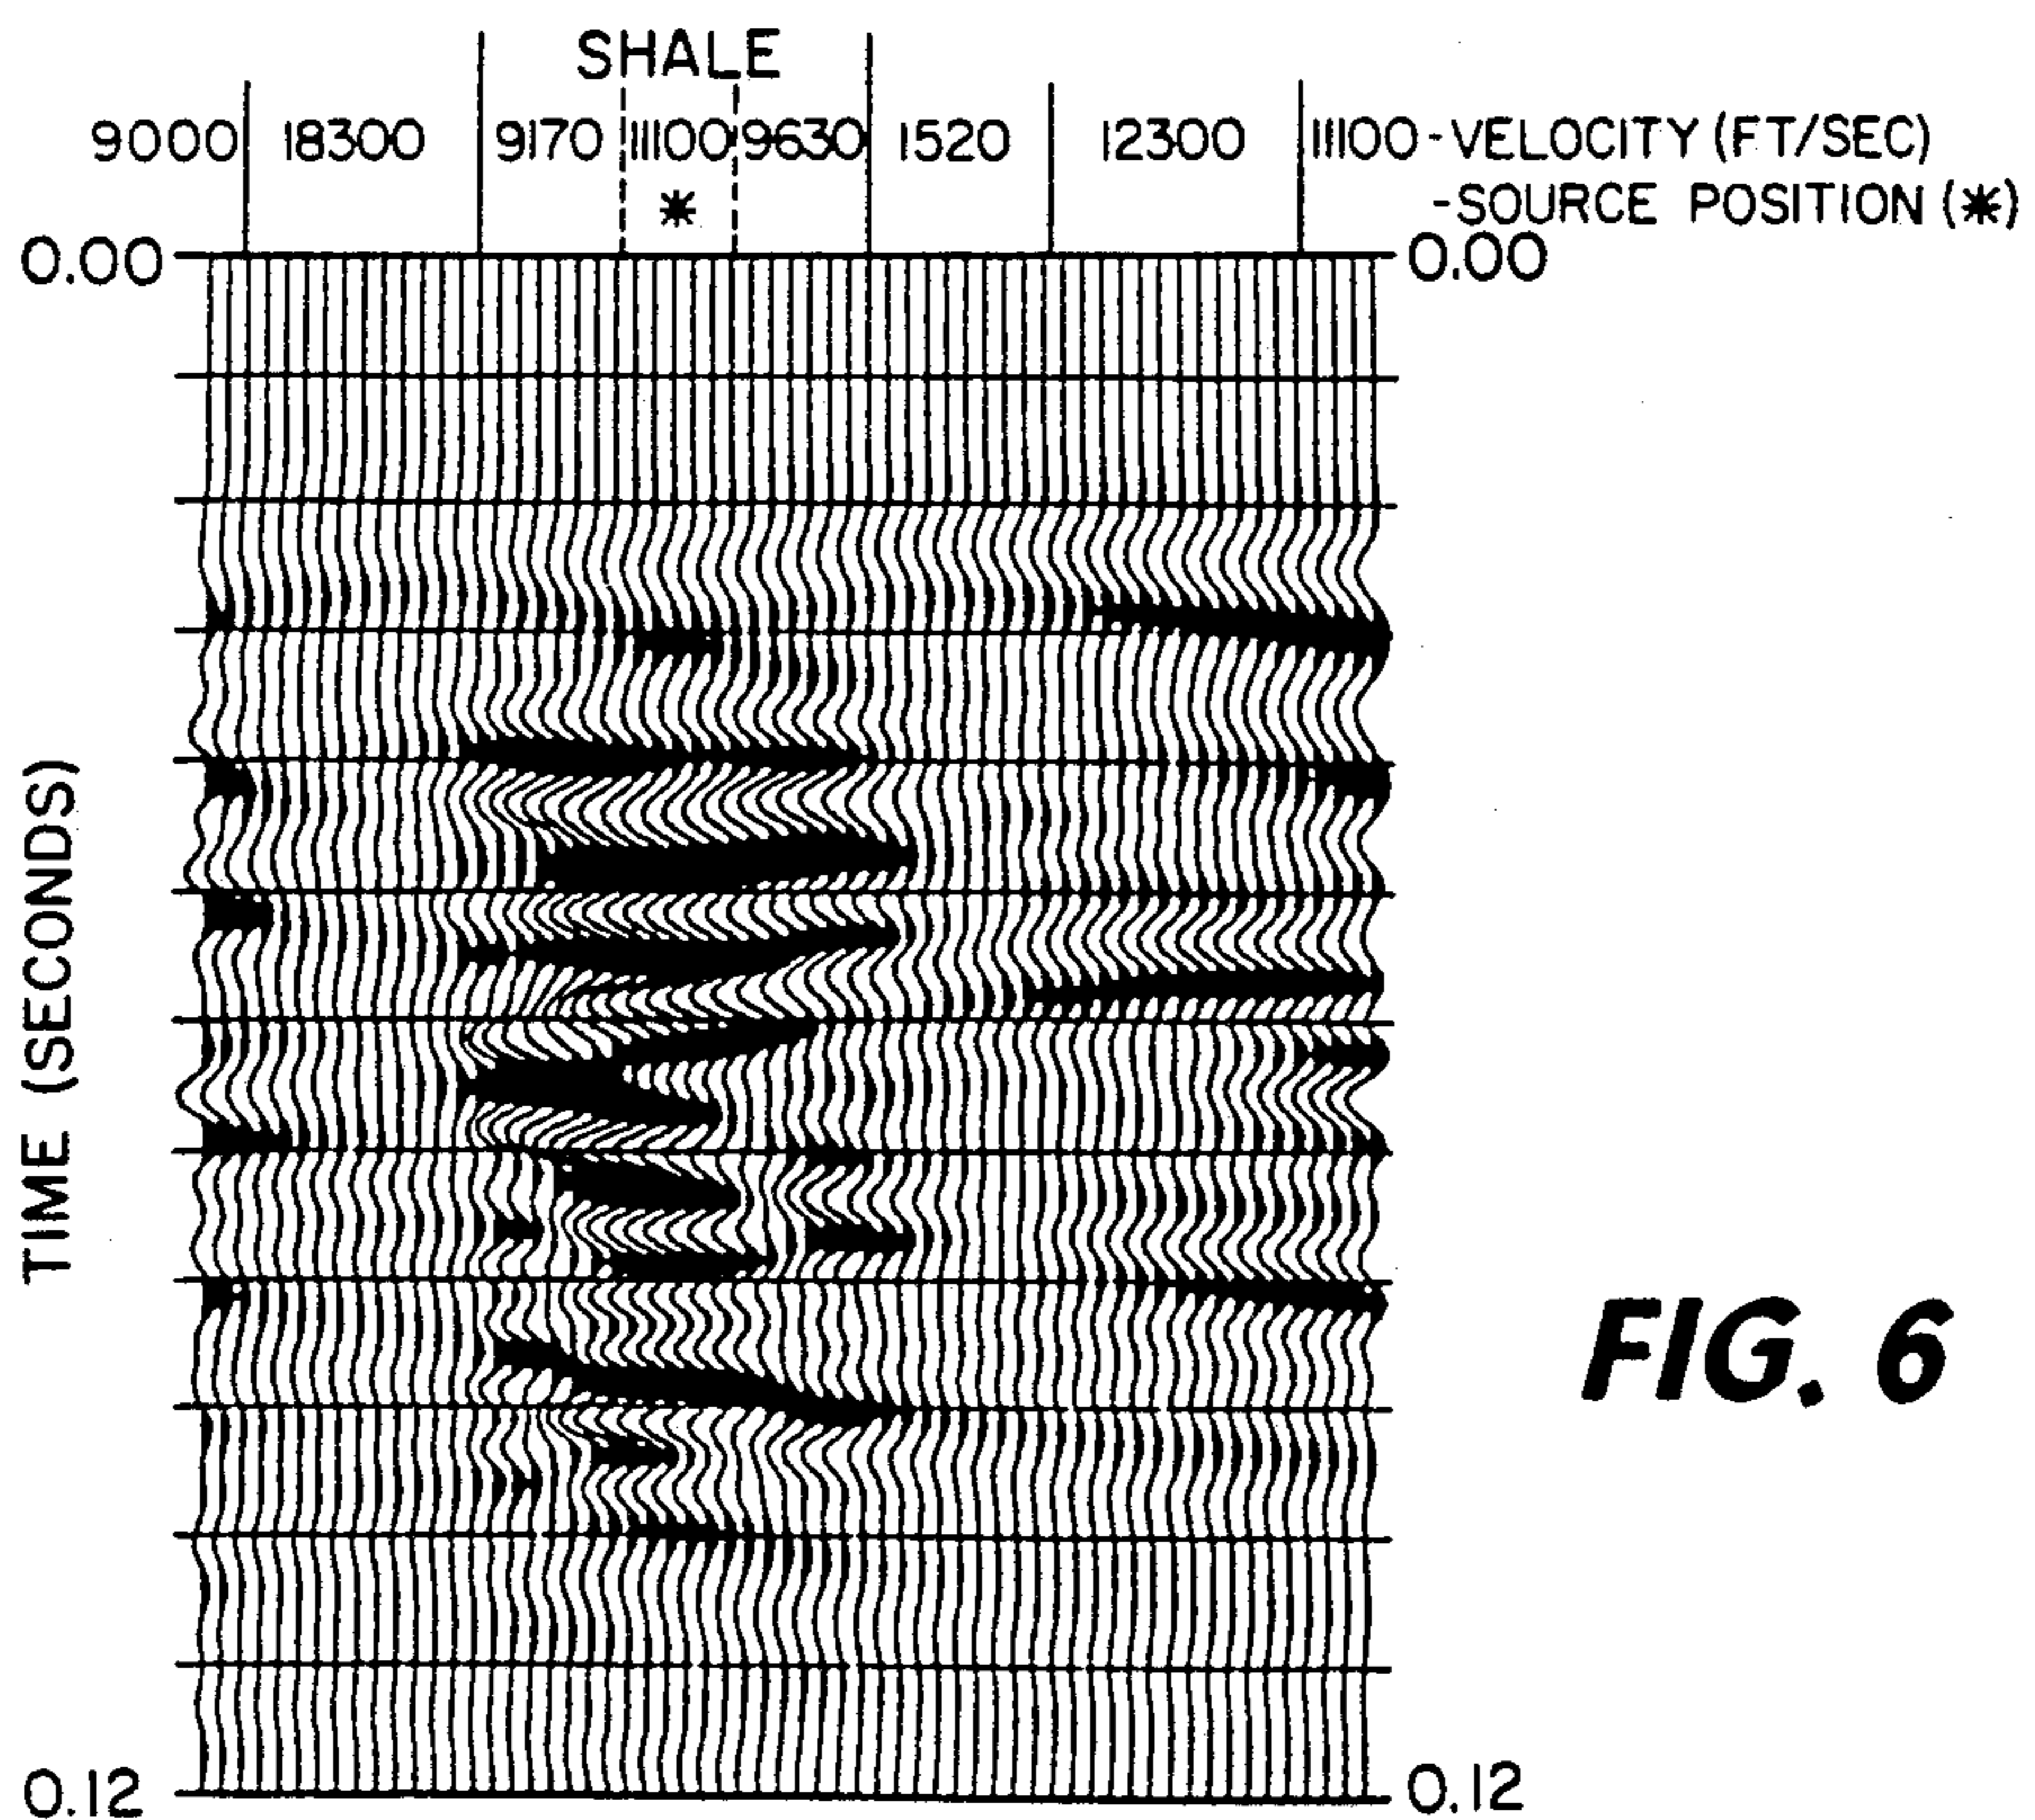 SHALE
9000 18300 9170 11100 9630 1520 12300 11100-VELOCITY (FT/SEC)
* -SOURCE POSITION (*)
0.00 0.00
TIME (SECONDS)
FIG. 6
0.12 0.12